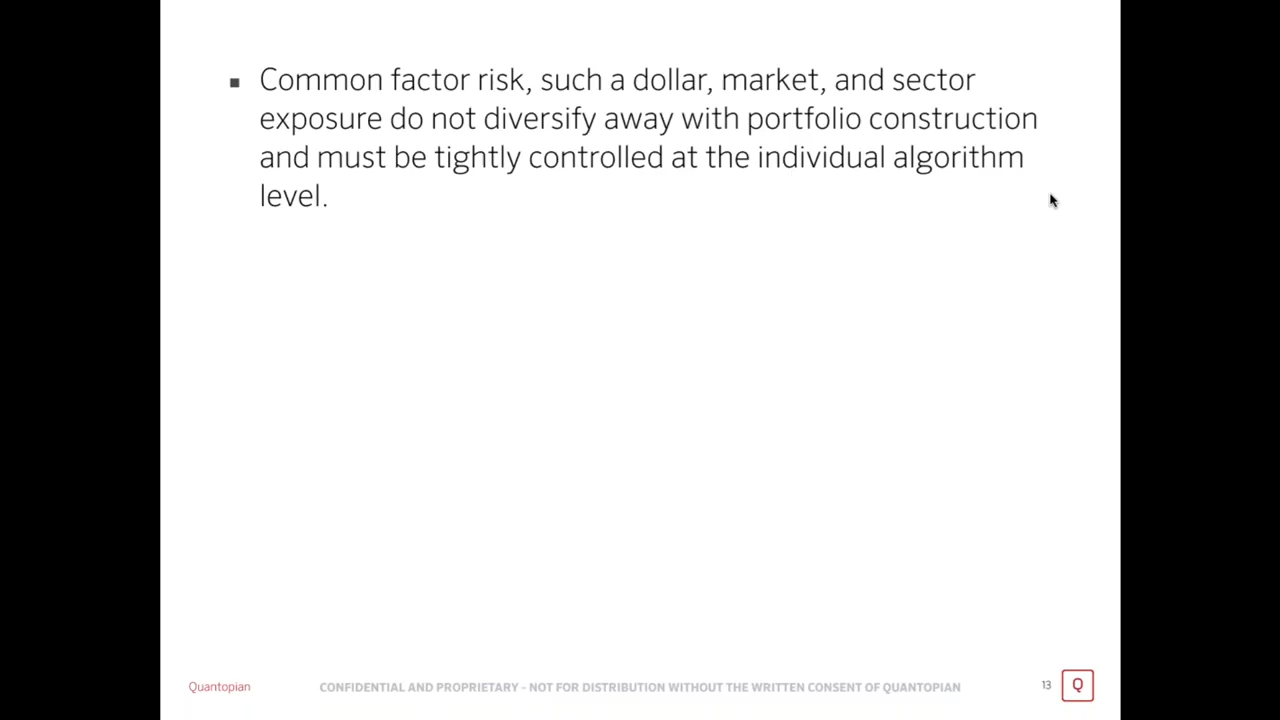 Common factor risk, such a dollar, market, and sector
exposure do not diversify away with portfolio construction
and must be tightly controlled at the individual algorithm
level.
Quantopian
CONFIDENTIAL AND PROPRIETARY - NOT FOR DISTRIBUTION WITHOUT THE WRITTEN CONSENT OF QUANTOPIAN
13
Q